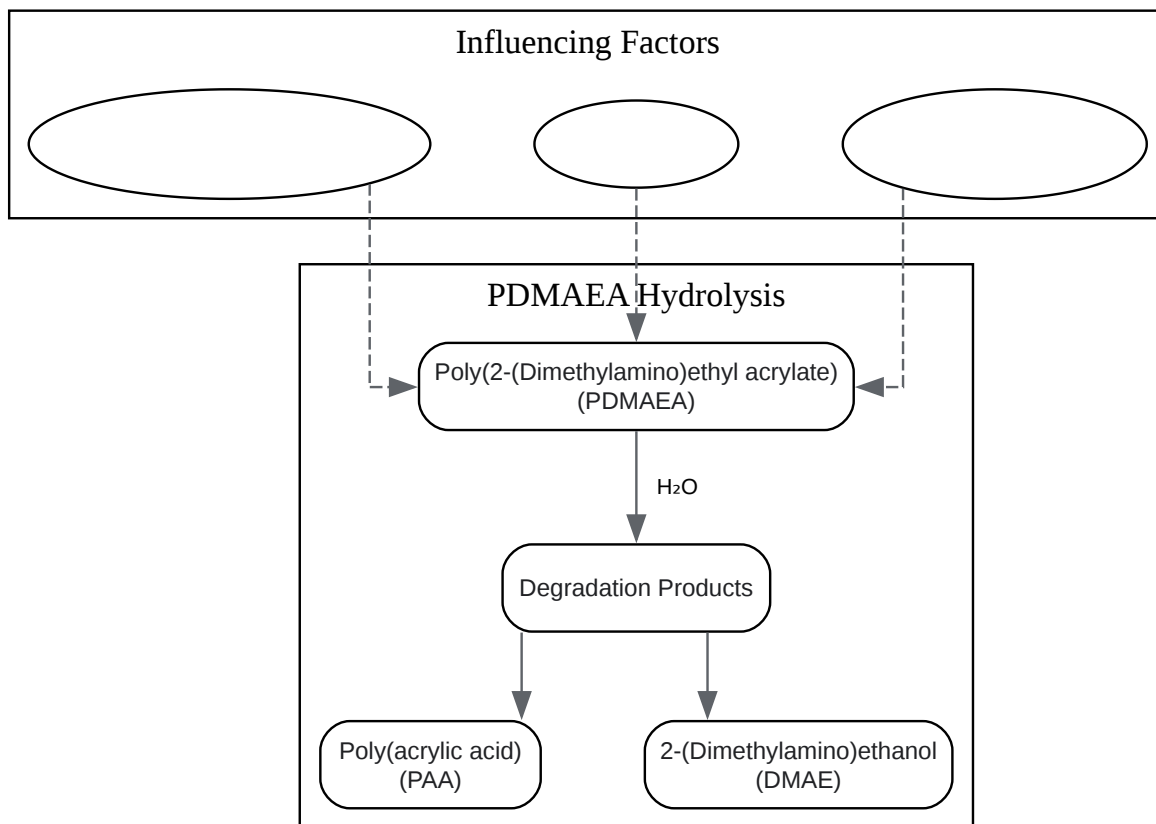 Influencing Factors
PDMAEA Hydrolysis
Poly(2-(Dimethylamino)ethyl acrylate)
(PDMAEA)
H₂O
Degradation Products
Poly(acrylic acid)
(PAA)
2-(Dimethylamino)ethanol
(DMAE)